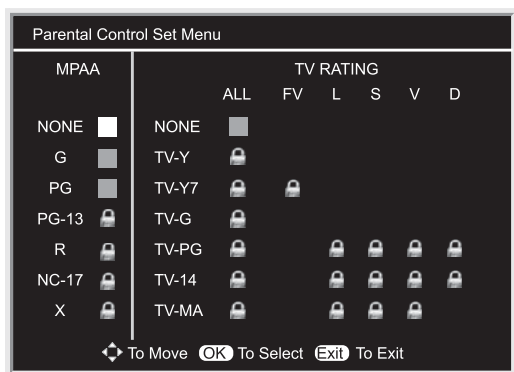 Parental Control Set Menu
MPAA TV RATING
ALL FV L S V D
NONE NONE
G TV-Y
PG TV-Y7
PG-13 TV-G
R TV-PG
NC-17 TV-14
X TV-MA
To Move OK To Select Exit To Exit